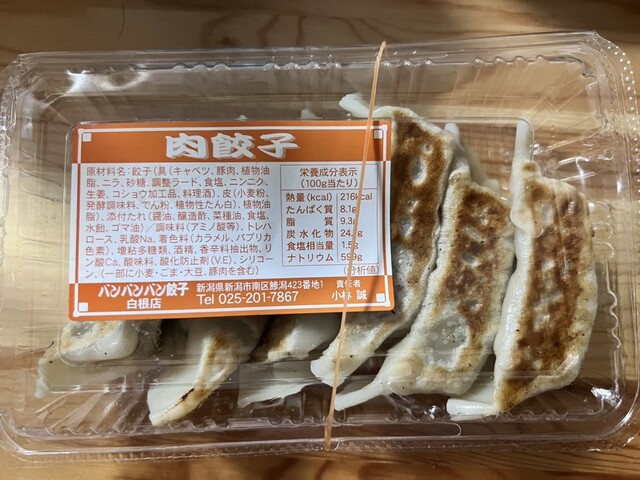 肉餃子
原材料名:餃子(具(キャベツ、豚肉、植物油
脂、ニラ、砂糖、調整ラード、食塩、ニンニク、
生姜、コショウ加工品、料理酒)、皮(小麦粉、
発酵調味料、でん粉、植物性たん白)、植物油
脂)、添付たれ(醤油、醸造酢、菜種油、食塩、
水飴、ゴマ油)/調味料(アミノ酸等)、トレハ
ロース、乳酸Na、着色料(カラメル、パプリカ
色素)、増粘多糖類、酒精、香辛料抽出物、リ
ン酸Ca、酸味料、酸化防止剤(V.E)、シリコー
ン、(一部に小麦・ごま・大豆、豚肉を含む)
栄養成分表示
(100g当たり)
熱量(kcal) 216kcal
たんぱく質 8.1g
脂質 9.3g
炭水化物
食塩相当量 1.5g
ナトリウム 599g
(分析値)
パンパンパン餃子
白根店
新潟県新潟市南区鯵潟423番地1
Tel 025-201-7867
責任者
小林 誠